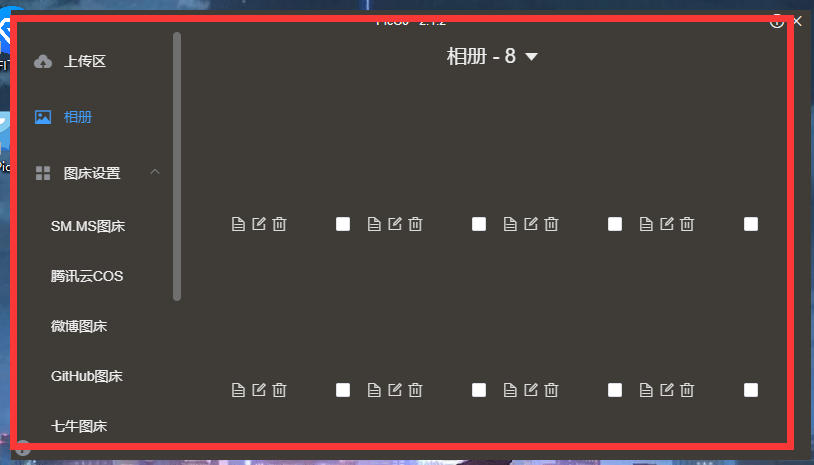 PicGo - 2.1.2
上传区
相册
图床设置
SM.MS图床
腾讯云COS
微博图床
GitHub图床
七牛图床
相册 - 8